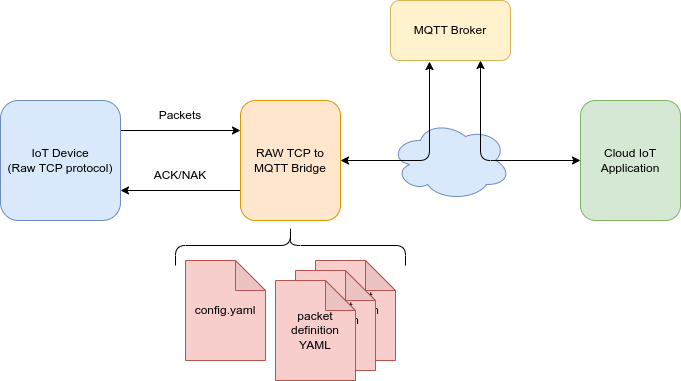 MQTT Broker
Packets
IoT Device
(Raw TCP protocol)
RAW TCP to
MQTT Bridge
Cloud IoT
Application
ACK/NAK
config.yaml
packet
definition
YAML